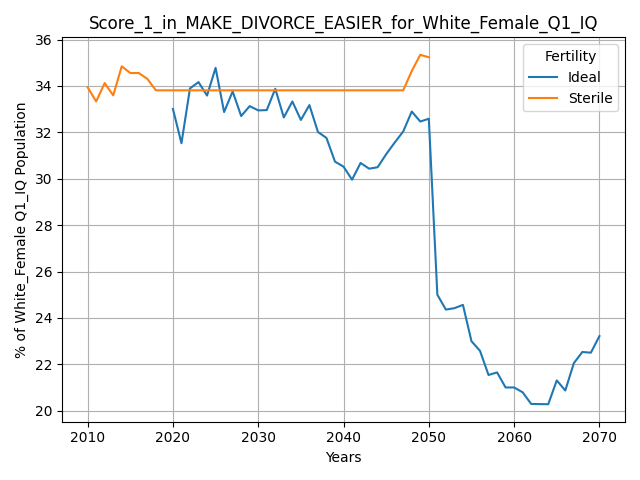 Score_1_in_MAKE_DIVORCE_EASIER_for_White_Female_Q1_IQ
36
34
32
30
28
26
24
22
20
% of White_Female Q1_IQ Population
Fertility
Ideal
Sterile
2010 2020 2030 2040 2050 2060 2070
Years